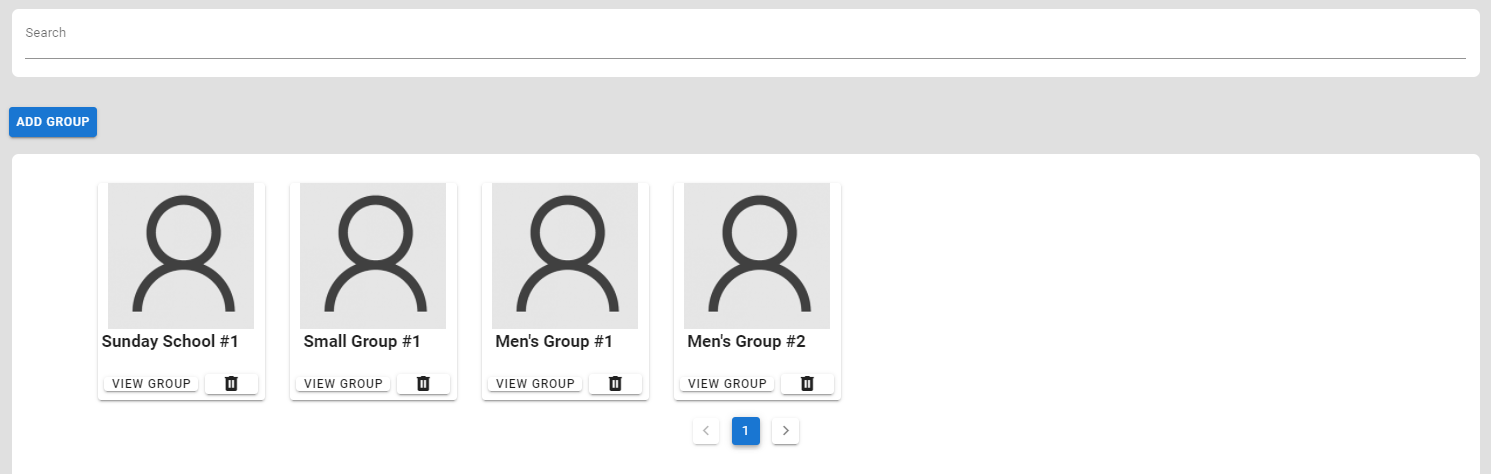 Search
ADD GROUP
Sunday School #1
Small Group #1
Men's Group #1
Men's Group #2
VIEW GROUP
VIEW GROUP
VIEW GROUP
VIEW GROUP
1